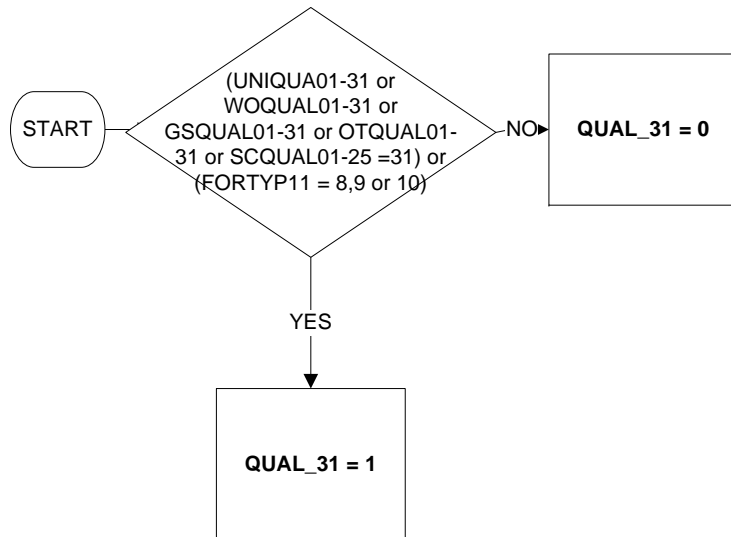 START
(UNIQUA01-31 or
WOQUAL01-31 or
GSQUAL01-31 or OTQUAL01-
31 or SCQUAL01-25 =31) or
(FORTYP11 = 8,9 or 10)
NO
QUAL_31 = 0
YES
QUAL_31 = 1